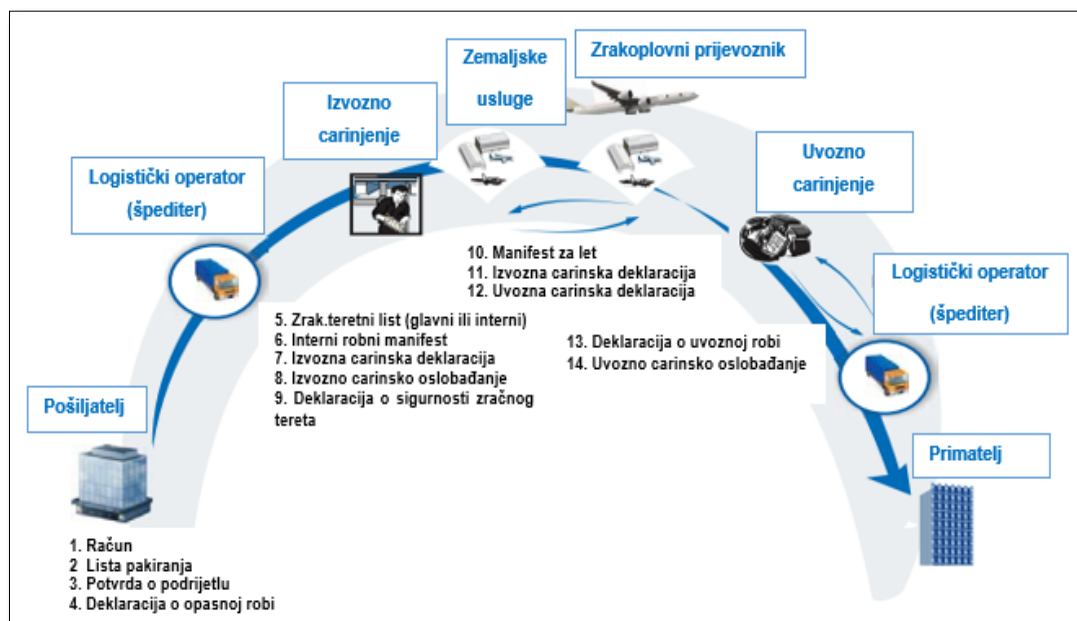 Zemaljske
usluge
Zrakoplovni prijevoznik
Izvozno
carinjenje
Uvozno
carinjenje
Logistički operator
(špediter)
10. Manifest za let
11. Izvozna carinska deklaracija
12. Uvozna carinska deklaracija
Logistički operator
(špediter)
5. Zrak.teretni list (glavni ili interni)
6. Interni robni manifest
7. Izvozna carinska deklaracija
8. Izvozno carinsko oslobađanje
9. Deklaracija o sigurnosti zračnog
tereta
13. Deklaracija o uvoznoj robi
14. Uvozno carinsko oslobađanje
Pošiljatelj
Primatelj
1. Račun
2 Lista pakiranja
3. Potvrda o podrijetlu
4. Deklaracija o opasnoj robi